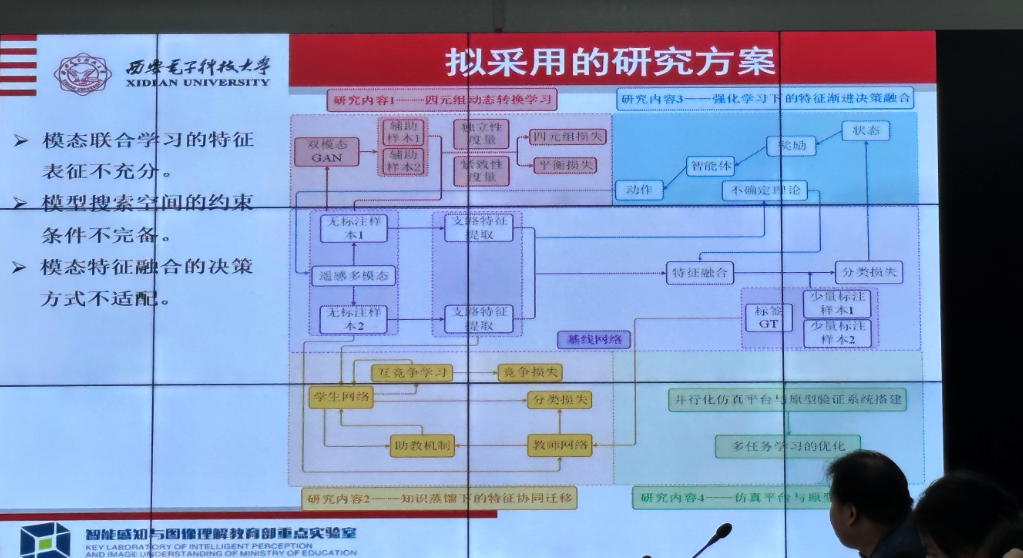 西安电子科技大学
XIDIAN UNIVERSITY
拟采用的研究方案
模态联合学习的特征
表征不充分。
模型搜索空间的约束
条件不完备。
模态特征融合的决策
方式不适配。
研究内容1——四元组动态转换学习
双模态
GAN
辅助
样本1
辅助
样本2
独立性
度量
紧致性
度量
四元组损失
平衡损失
研究内容3——强化学习下的特征渐进决策融合
状态
奖励
智能体
动作
不确定理论
无标注样
本1
支路特征
提取
遥感多模态
无标注样
本2
支路特征
提取
特征融合
分类损失
标签
GT
少量标注
样本1
少量标注
样本2
基线网络
互竞争学习
竞争损失
学生网络
分类损失
助教机制
教师网络
研究内容2——知识蒸馏下的特征协同迁移
并行化仿真平台与原型验证系统搭建
多任务学习的优化
研究内容4——仿真平台与原
智能感知与图像理解教育部重点实验室
KEY LABORATORY OF INTELLIGENT PERCEPTION
AND IMAGE UNDERSTANDING OF MINISTRY OF EDUCATION